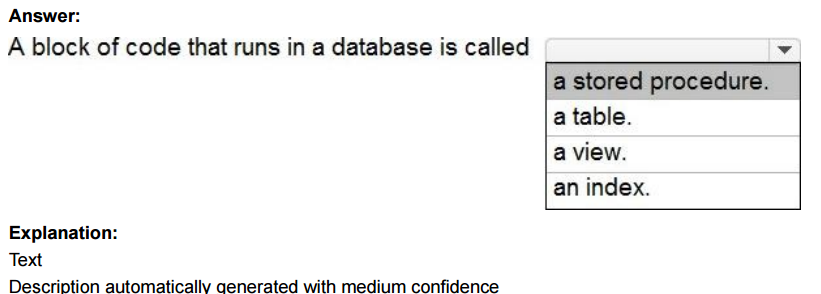 Answer:
A block of code that runs in a database is called
a stored procedure.
a table.
a view.
an index.
Explanation:
Text
Description automatically generated with medium confidence